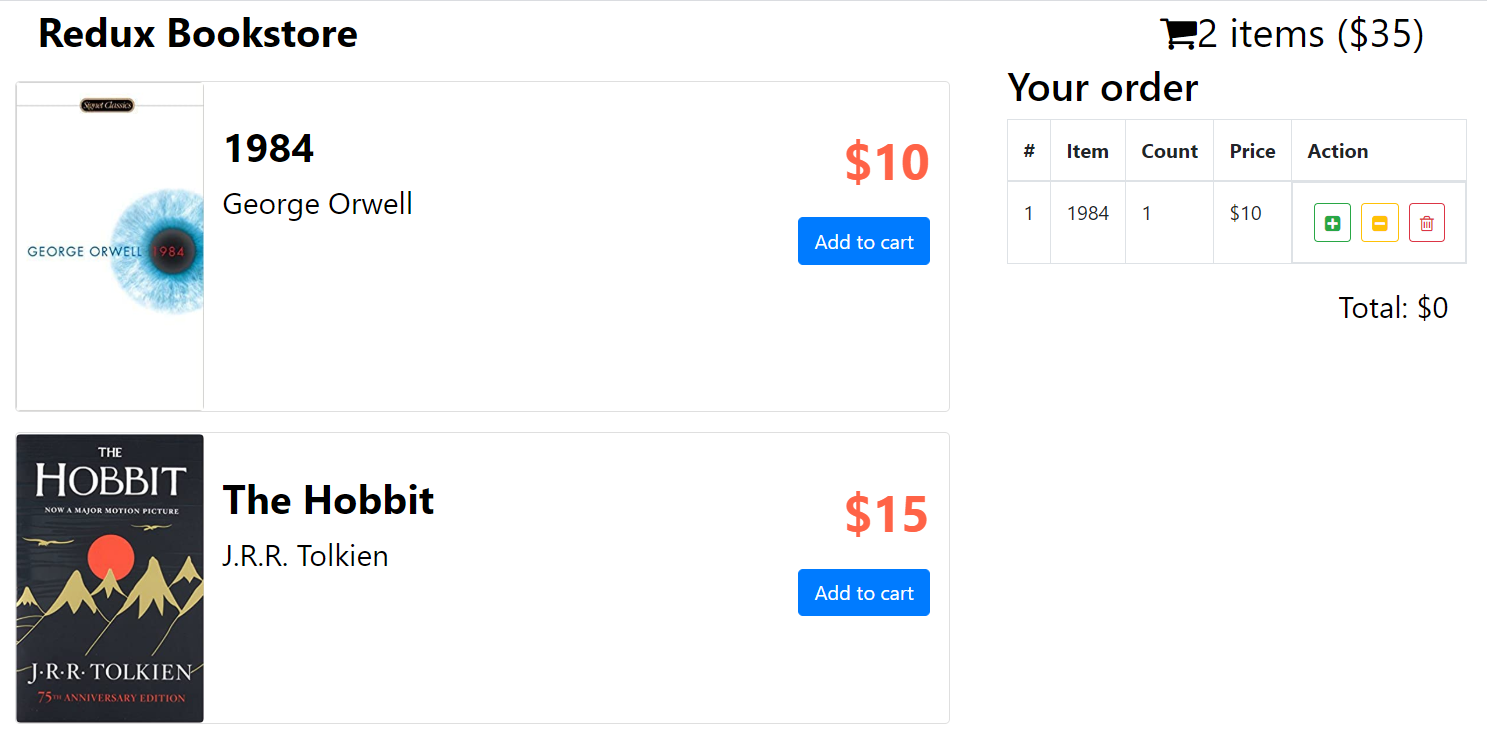 Redux Bookstore
2 items ($35)
Signet Classics
GEORGE ORWELL 1984
1984
George Orwell
$10
Add to cart
THE
HOBBIT
NOW A MAJOR MOTION PICTURE
J·R·R·TOLKIEN
75TH ANNIVERSARY EDITION
The Hobbit
J.R.R. Tolkien
$15
Add to cart
Your order
# Item Count Price Action
1 1984 1 $10
Total: $0